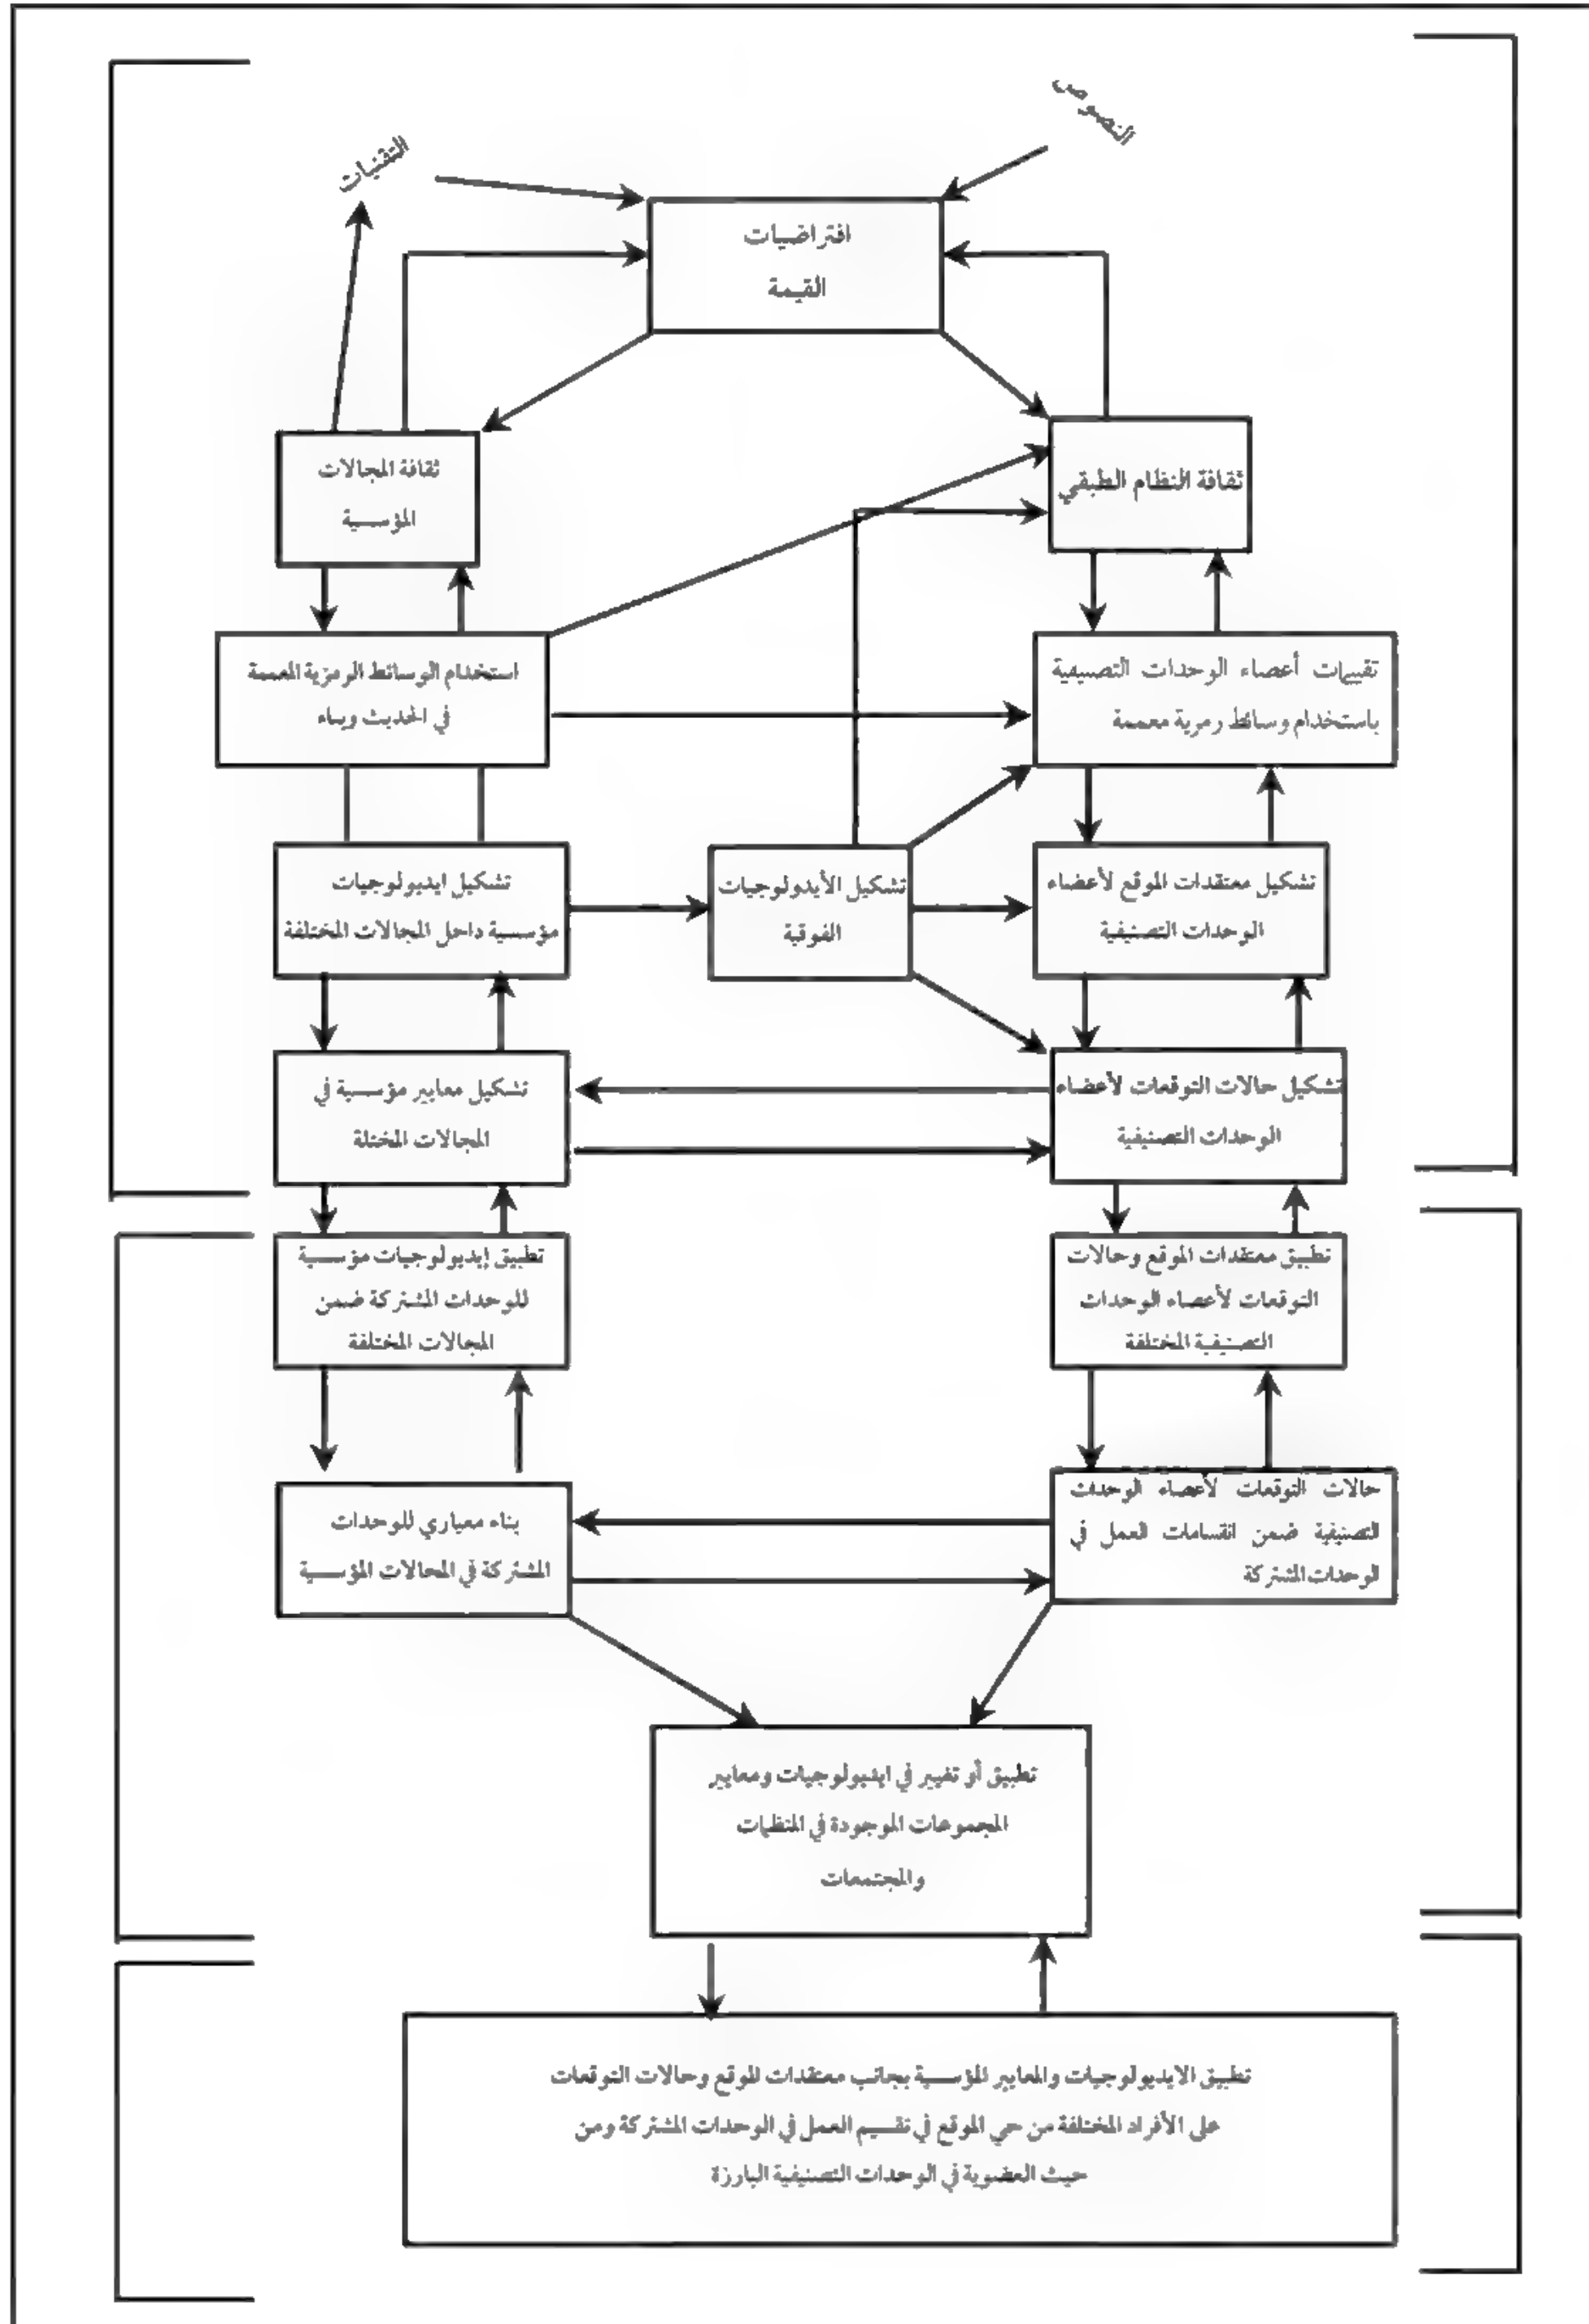 النصوص
التقنيات
افتراضيات
القيمة
ثقافة النظام الطبقي
ثقافة المجالات
المؤسسية
تقييمات أعضاء الوحدات التصنيفية
باستخدام وسائط رمزية معممة
استخدام الوسائط الرمزية المعممة
في الحديث وبناء
تشكيل معتقدات الموقع لأعضاء
الوحدات التصنيفية
تشكيل الأيدولوجيات
الفوقية
تشكيل ايديولوجيات
مؤسسية داخل المجالات المختلفة
تشكيل حالات التوقعات لأعضاء
الوحدات التصنيفية
تشكيل معايير مؤسسية في
المجالات المختلة
تطبيق معتقدات الموقع وحالات
التوقعات لأعضاء الوحدات
التصنيفية المختلفة
تطبيق إيديولوجيات مؤسسية
للوحدات المشتركة ضمن
المجالات المختلفة
حالات التوقعات لأعضاء الوحدات
التصنيفية ضمن انقسامات العمل في
الوحدات المشتركة
بناء معياري للوحدات
المشتركة في المجالات المؤسسية
تطبيق أو تغيير في ايديولوجيات ومعايير
المجموعات الموجودة في المنظمات
والمجتمعات
تطبيق الايديولوجيات والمعايير المؤسسية بجانب معتقدات الموقع وحالات التوقعات
على الأفراد المختلفة من حي الموقع في تقسيم العمل في الوحدات المشتركة ومن
حيث العضوية في الوحدات التصنيفية البارزة